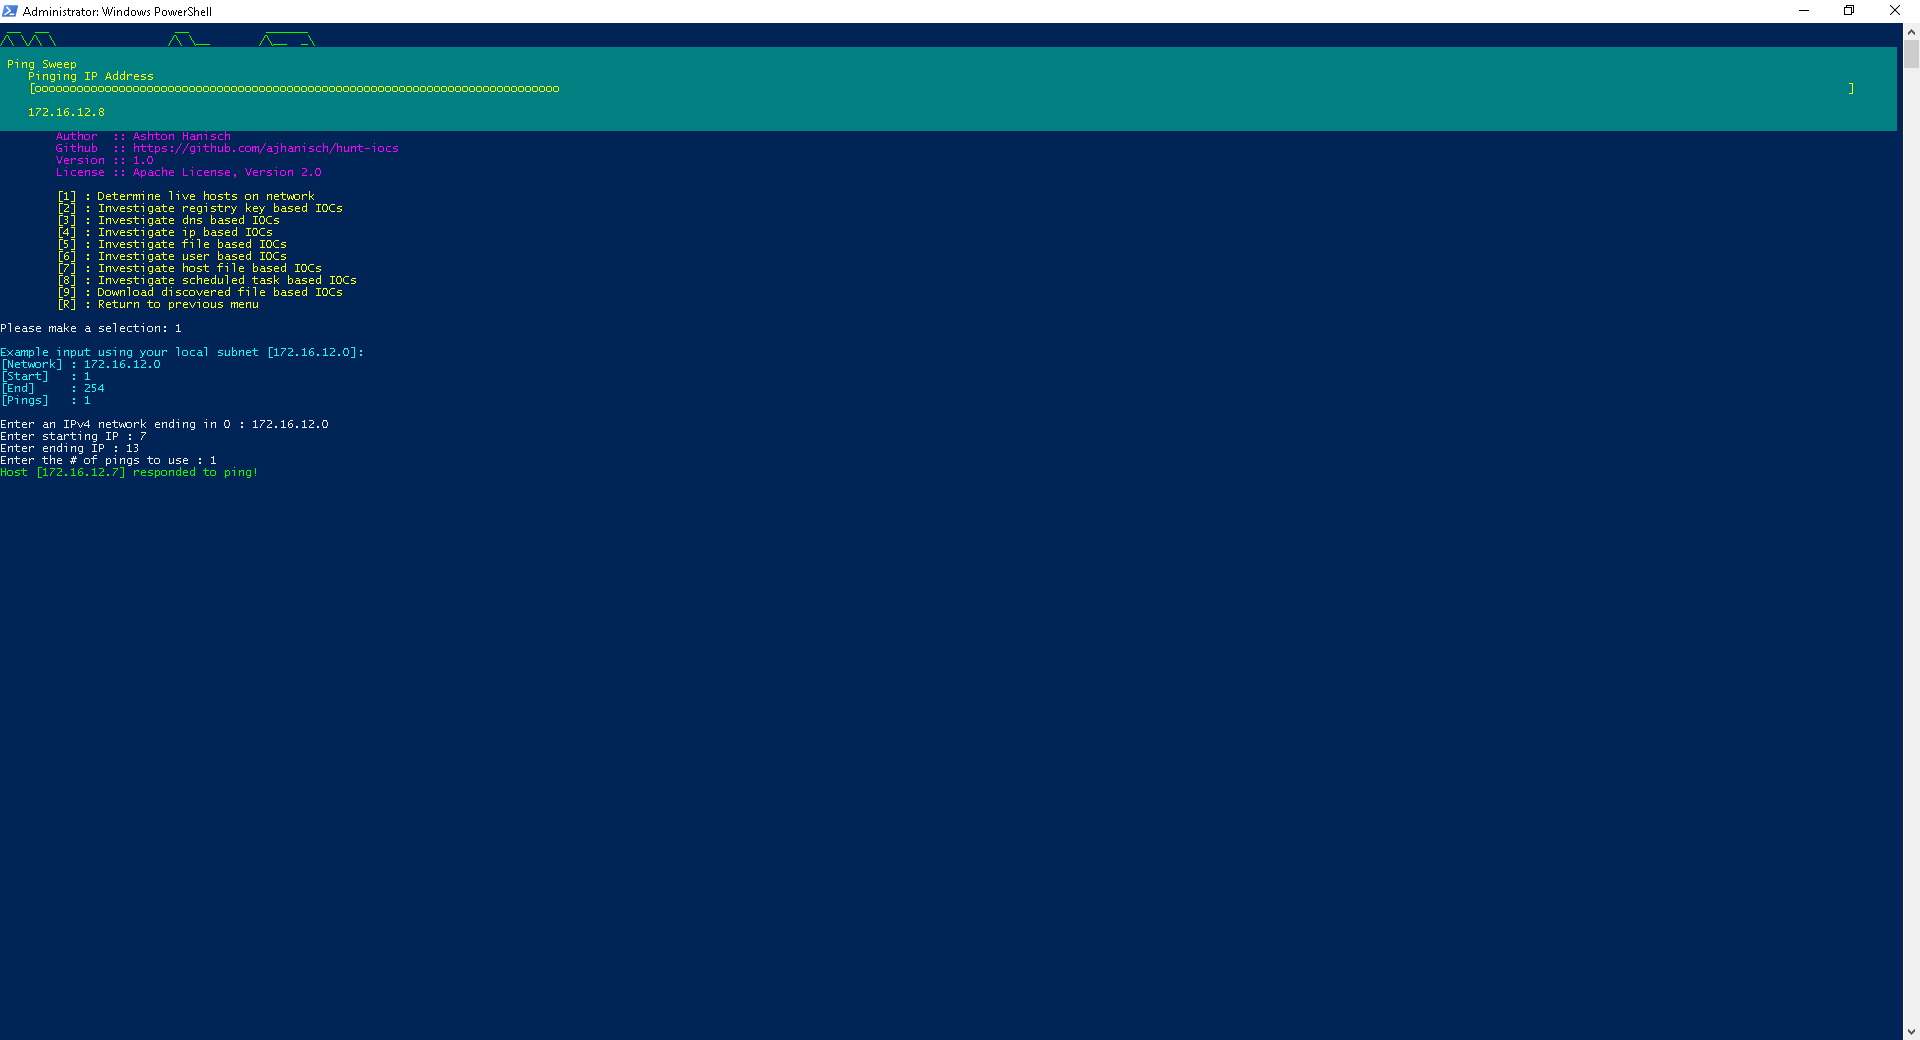 Administrator: Windows PowerShell
Ping Sweep
Pinging IP Address
[ooooooooooooooooooooooooooooooooooooooooooooooooooooooooooooooooooooooooooo ]
172.16.12.8
Author :: Ashton Hanisch
Github :: https://github.com/ajhanisch/hunt-iocs
Version :: 1.0
License :: Apache License, Version 2.0
[1] : Determine live hosts on network
[2] : Investigate registry key based IOCs
[3] : Investigate dns based IOCs
[4] : Investigate ip based IOCs
[5] : Investigate file based IOCs
[6] : Investigate user based IOCs
[7] : Investigate host file based IOCs
[8] : Investigate scheduled task based IOCs
[9] : Download discovered file based IOCs
[R] : Return to previous menu
Please make a selection: 1
Example input using your local subnet [172.16.12.0]:
[Network] : 172.16.12.0
[Start] : 1
[End] : 254
[Pings] : 1
Enter an IPv4 network ending in 0 : 172.16.12.0
Enter starting IP : 7
Enter ending IP : 13
Enter the # of pings to use : 1
Host [172.16.12.7] responded to ping!